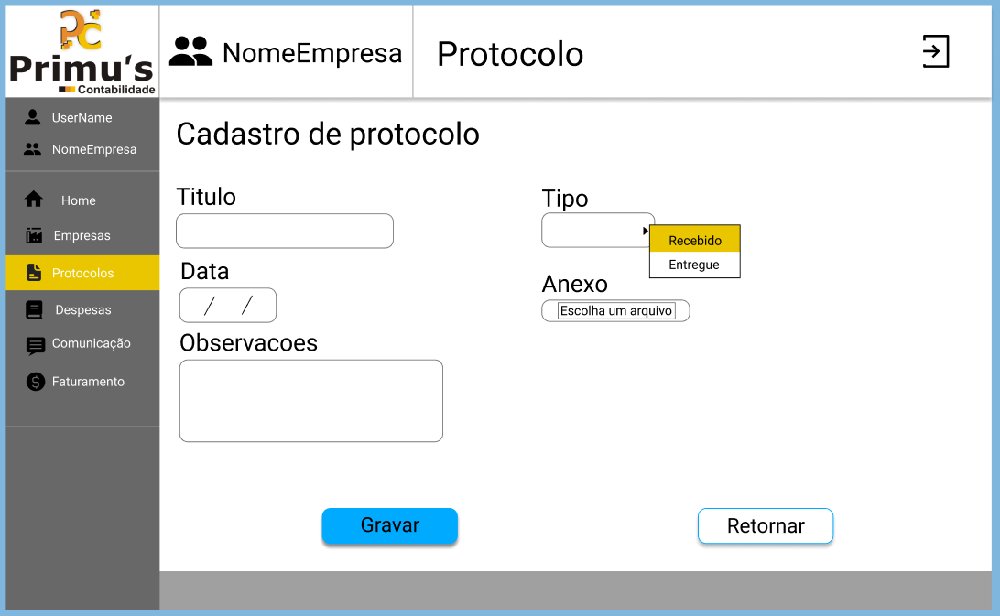 Primu's
Contabilidade
NomeEmpresa
Protocolo
UserName
NomeEmpresa
Home
Empresas
Protocolos
Despesas
Comunicação
Faturamento
Cadastro de protocolo
Titulo
Tipo
Recebido
Entregue
Data
/ /
Anexo
Escolha um arquivo
Observacoes
Gravar
Retornar